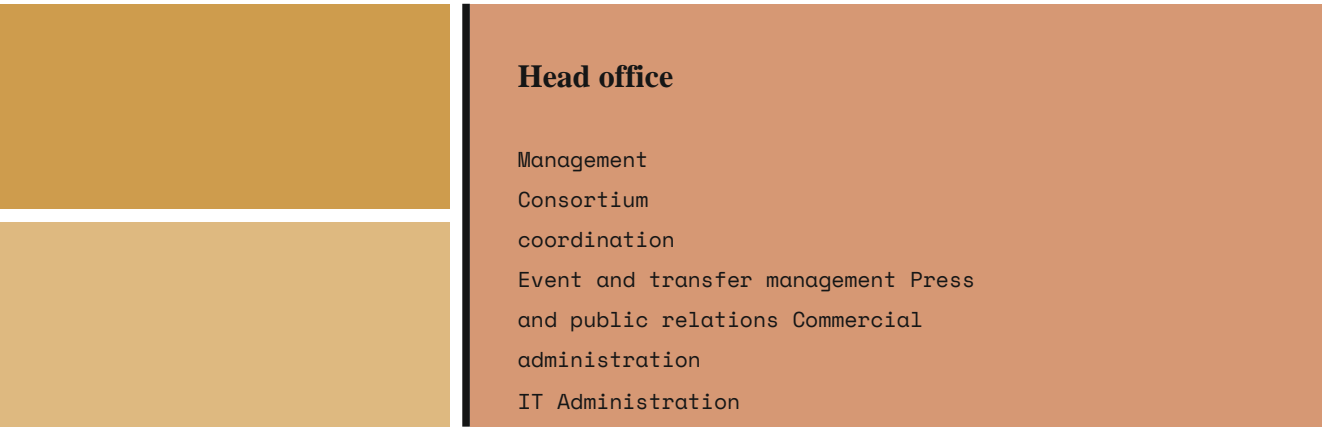 Head office
Management
Consortium
coordination
Event and transfer management Press
and public relations Commercial
administration
IT Administration